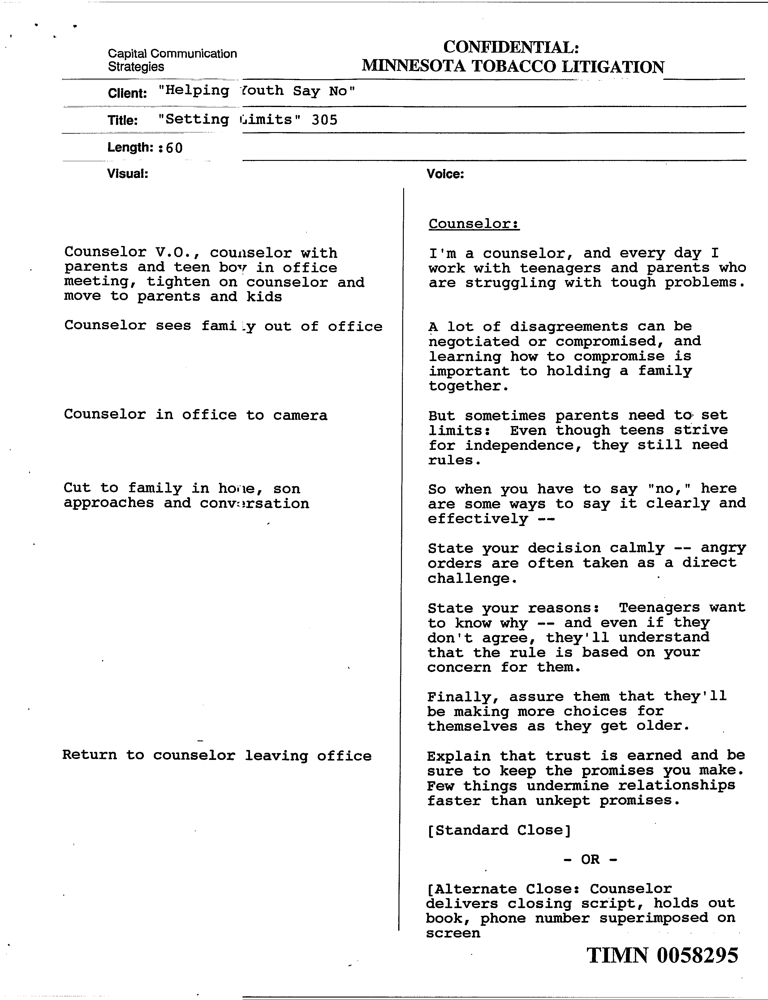 Capital Communication
Strategies
CONFIDENTIAL:
MINNESOTA TOBACCO LITIGATION
Client: "Helping Youth Say No"
Title: "Setting Limits" 305
Length: :60
Visual:
Voice:
Counselor:
Counselor V.O., counselor with
parents and teen boy in office
meeting, tighten on counselor and
move to parents and kids
I'm a counselor, and every day I
work with teenagers and parents who
are struggling with tough problems.
Counselor sees family out of office
A lot of disagreements can be
negotiated or compromised, and
learning how to compromise is
important to holding a family
together.
Counselor in office to camera
But sometimes parents need to set
limits: Even though teens strive
for independence, they still need
rules.
Cut to family in home, son
approaches and conversation
So when you have to say "no," here
are some ways to say it clearly and
effectively --
State your decision calmly -- angry
orders are often taken as a direct
challenge.
State your reasons: Teenagers want
to know why -- and even if they
don't agree, they'll understand
that the rule is based on your
concern for them.
Finally, assure them that they'll
be making more choices for
themselves as they get older.
Return to counselor leaving office
Explain that trust is earned and be
sure to keep the promises you make.
Few things undermine relationships
faster than unkept promises.
[Standard Close]
- OR -
[Alternate Close: Counselor
delivers closing script, holds out
book, phone number superimposed on
screen
TIMN 0058295